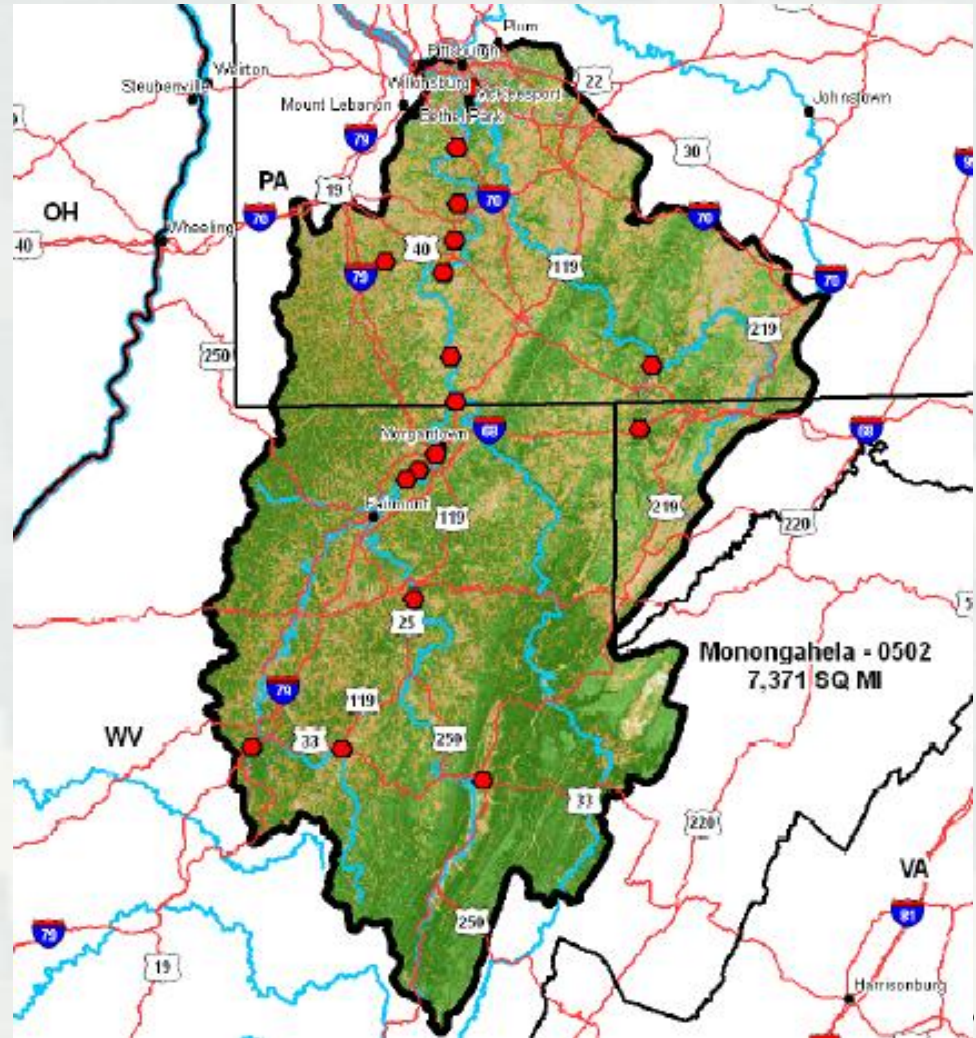 Plum
Pittsburgh
Weirton
Steubenville
22
Wilkinsburg
McKeesport
Mount Lebanon
Bethel Park
Johnstown
79
30
PA
19
70
OH
76
70
40
Wheeling
40
119
79
70
219
250
Morgantown
68
68
119
219
220
Fairmont
25
Monongahela - 0502
7,371 SQ MI
79
119
WV
33
250
33
220
VA
250
79
81
19
Harrisonburg